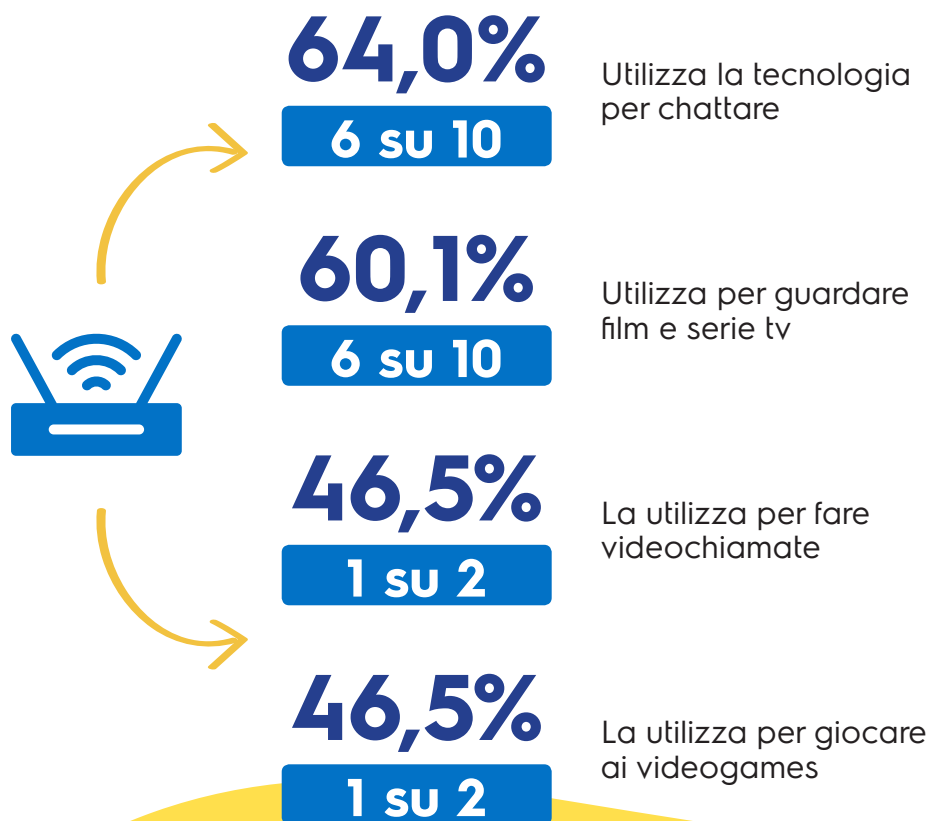 64,0%
6 su 10
Utilizza la tecnologia
per chattare
60,1%
6 su 10
Utilizza per guardare
film e serie tv
46,5%
1 su 2
La utilizza per fare
videochiamate
46,5%
1 su 2
La utilizza per giocare
ai videogames